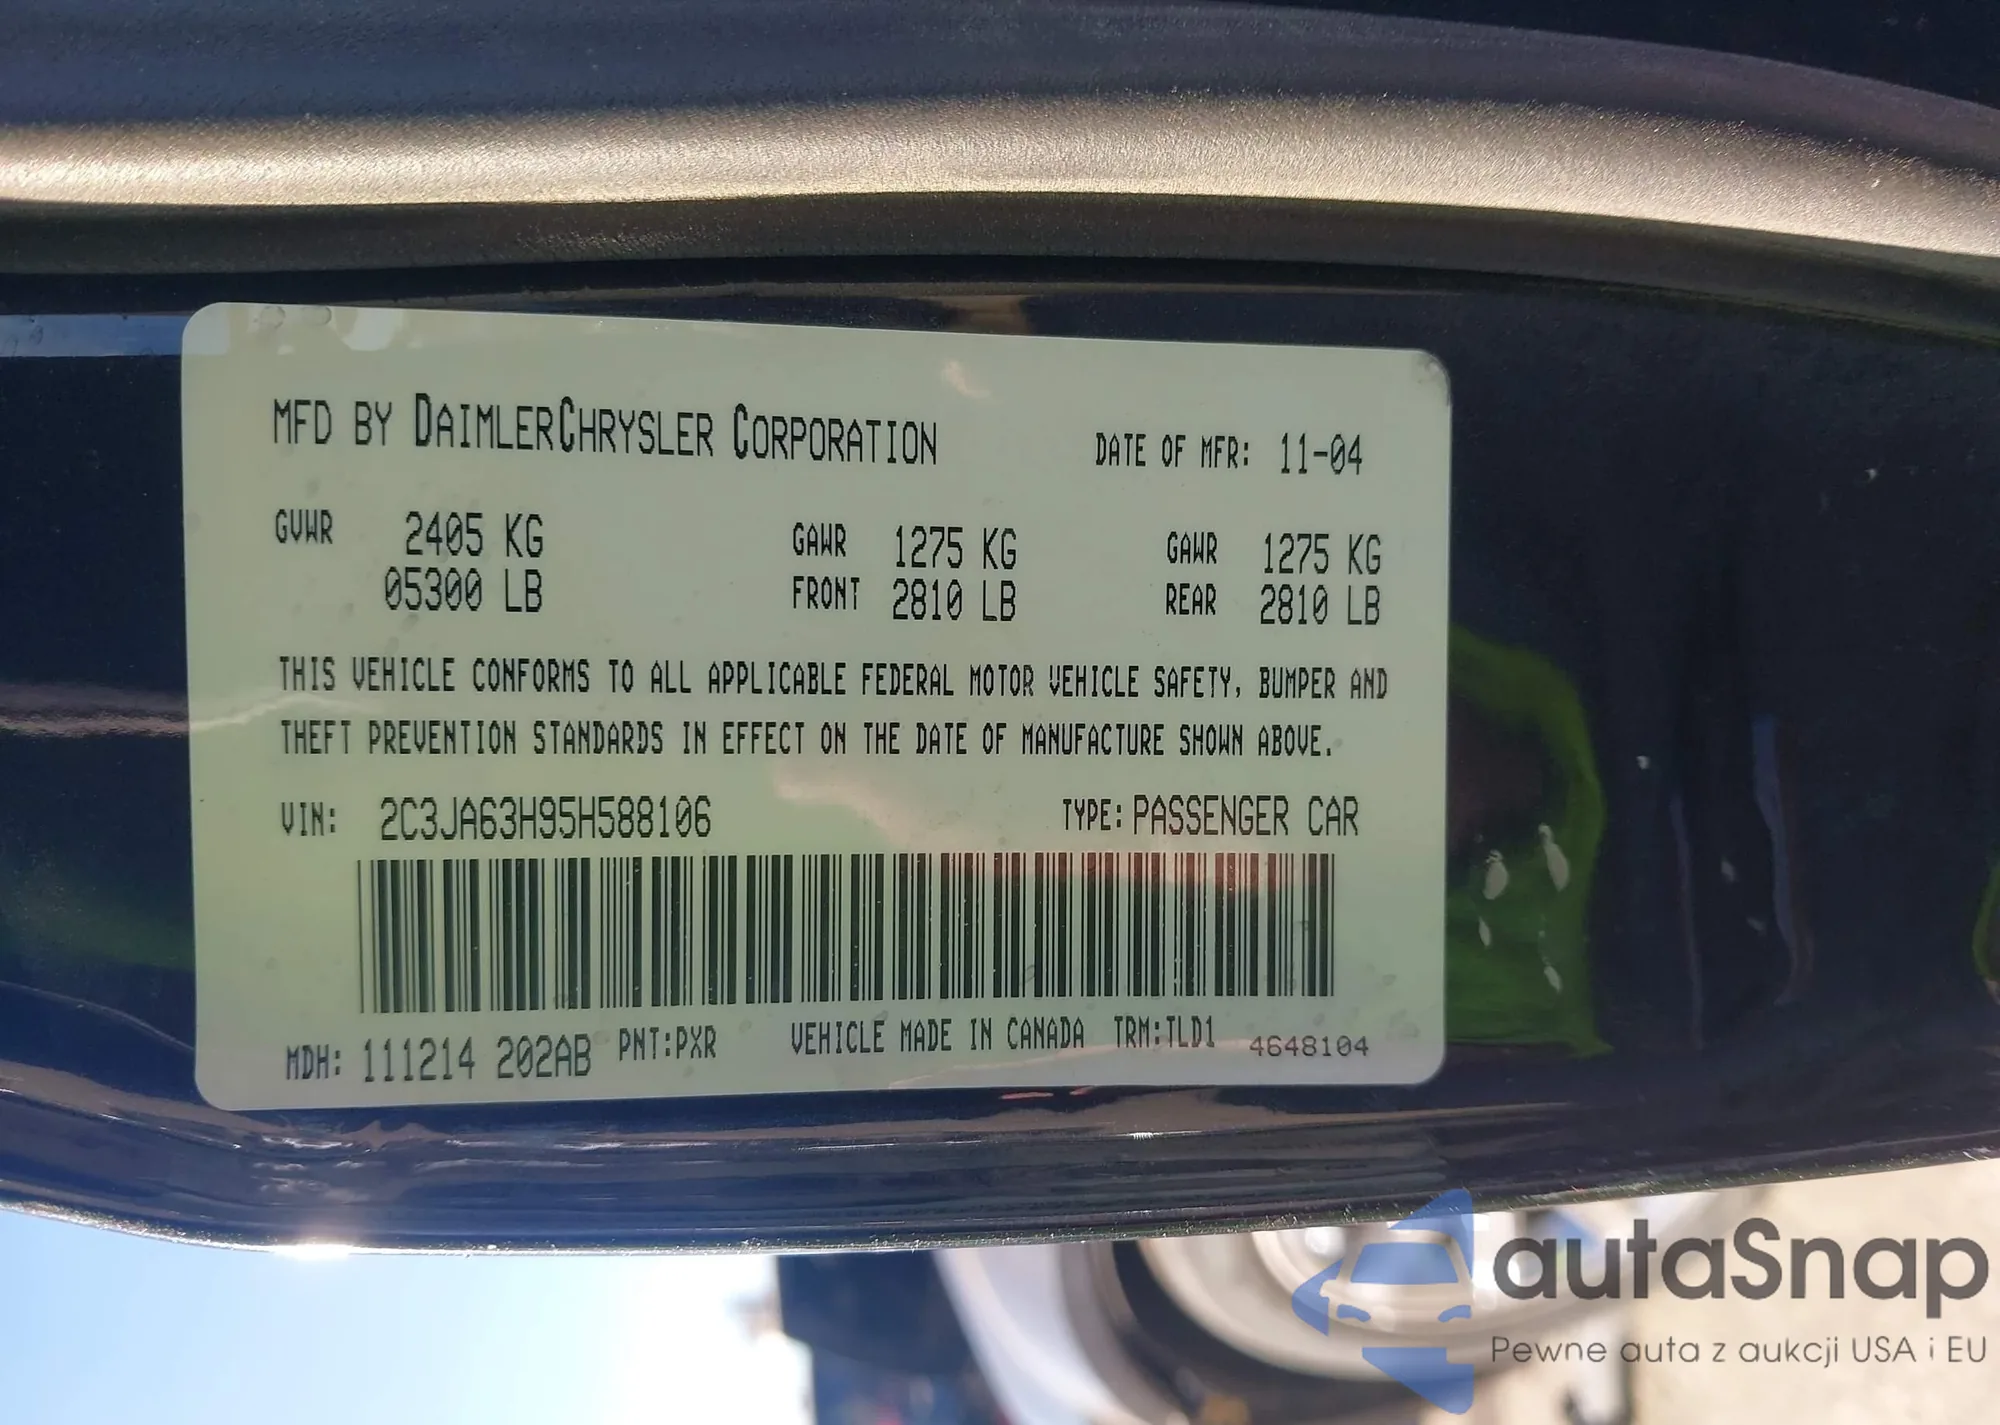 MFD BY DAIMLERCHRYSLER CORPORATION DATE OF MFR: 11-04
GVWR 2405 KG GAWR 1275 KG GAWR 1275 KG
05300 LB FRONT 2810 LB REAR 2810 LB
THIS VEHICLE CONFORMS TO ALL APPLICABLE FEDERAL MOTOR VEHICLE SAFETY, BUMPER AND
THEFT PREVENTION STANDARDS IN EFFECT ON THE DATE OF MANUFACTURE SHOWN ABOVE.
VIN: 2C3JA63H95H588106 TYPE: PASSENGER CAR
MDH: 111214 202AB PNT:PXR VEHICLE MADE IN CANADA TRM:TLD1 4648104
autaSnap
Pewne auta z aukcji USA i EU